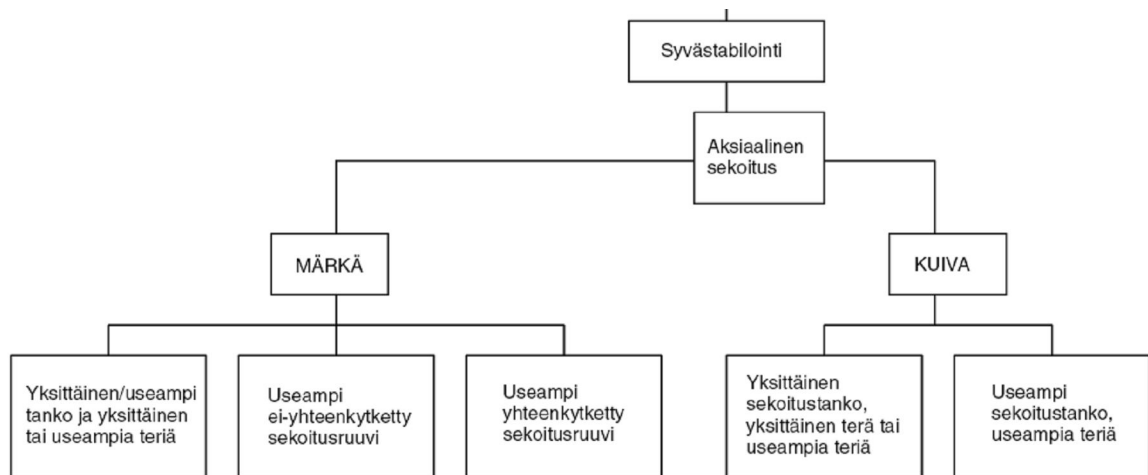 Syvästabilointi
Aksiaalinen
sekoitus
MÄRKÄ
KUIVA
Yksittäinen/useampi
tanko ja yksittäinen
tai useampia teriä
Useampi
ei-yhteenkytketty
sekoitusruuvi
Useampi
yhteenkytketty
sekoitusruuvi
Yksittäinen
sekoitustanko,
yksittäinen terä tai
useampia teriä
Useampi
sekoitustanko,
useampia teriä